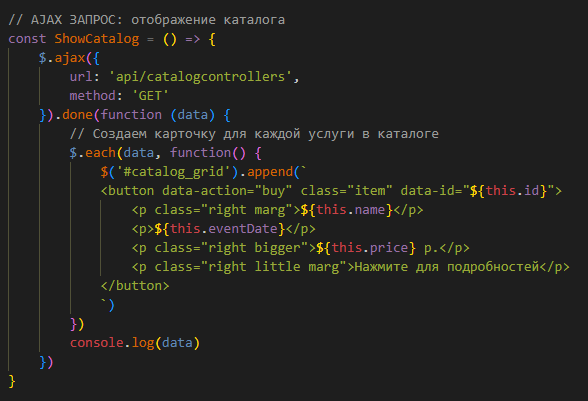 // AJAX ЗАПРОС: отображение каталога
const ShowCatalog = () => {
    $.ajax({
        url: 'api/catalogcontrollers',
        method: 'GET'
    }).done(function (data) {
        // Создаем карточку для каждой услуги в каталоге
        $.each(data, function() {
            $('#catalog_grid').append(`
            <button data-action="buy" class="item" data-id="${this.id}">
                <p class="right marg">${this.name}</p>
                <p>${this.eventDate}</p>
                <p class="right bigger">${this.price} р.</p>
                <p class="right little marg">Нажмите для подробностей</p>
            </button>
            `)
        })
        console.log(data)
    })
}